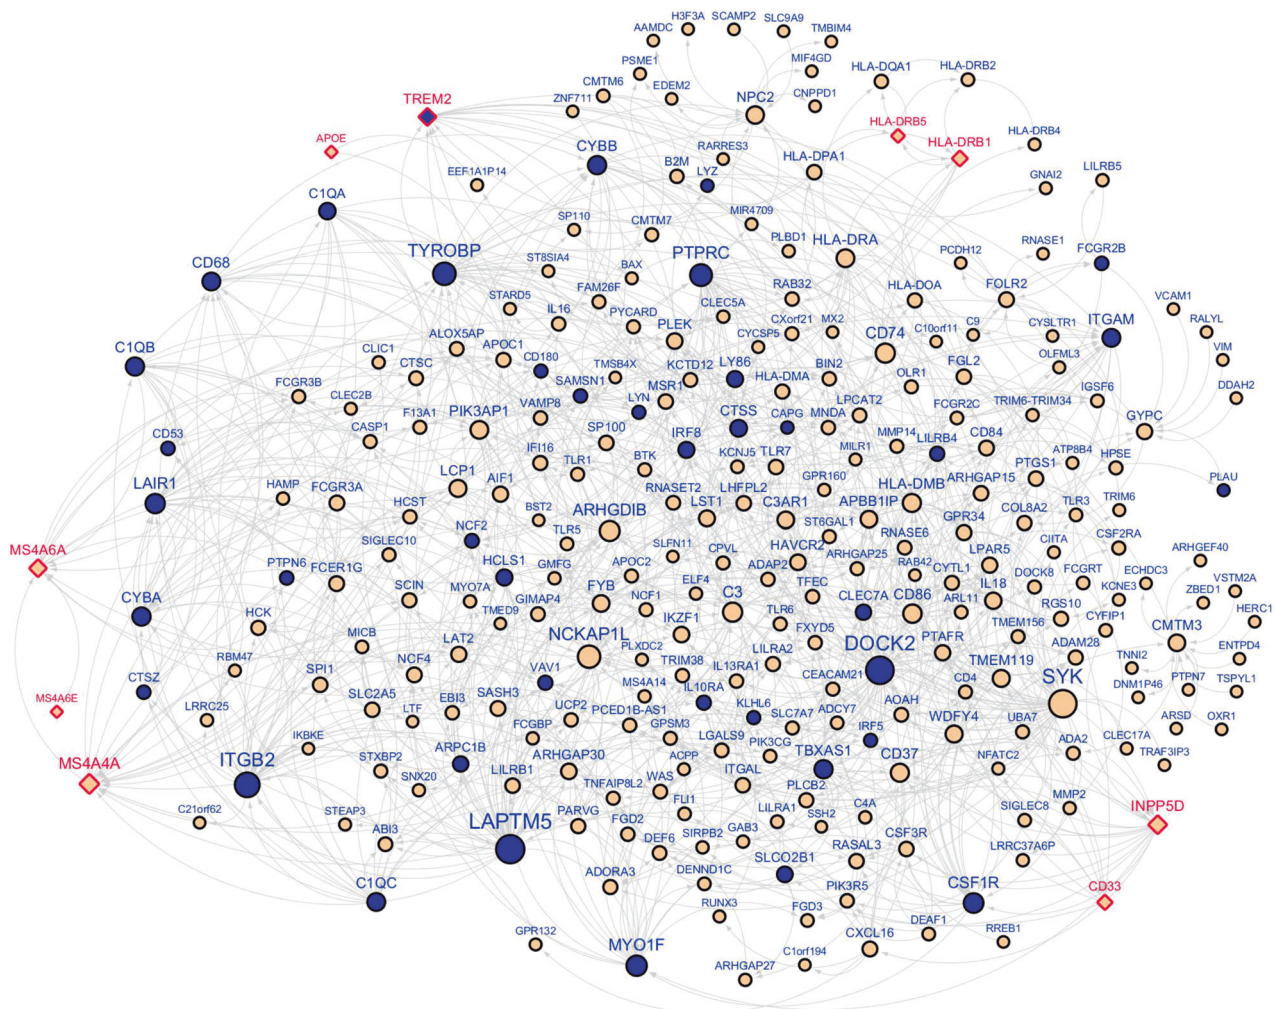 H3F3A
SCAMP2
SLC9A9
AAMDC
TMBIM4
PSME1
MIF4GD
HLA-DQA1
HLA-DRB2
CMTM6
EDEM2
TREM2
ZNF711
NPC2
CNPPD1
HLA-DRB5
APOE
HLA-DRB1
HLA-DRB4
CYBB
RARRES3
HLA-DPA1
B2M
LYZ
EEF1A1P14
GNAI2
LILRB5
C1QA
SP110
CMTM7
MIR4709
TYROBP
PTPRC
PLBD1
HLA-DRA
PCDH12
RNASE1
FCGR2B
CD68
ST8SIA4
BAX
STARD5
FAM26F
CLEC5A
RAB32
HLA-DOA
FOLR2
VCAM1
IL16
PYCARD
CXorf21
MX2
C10orf11
C9
CYSLTR1
ITGAM
RALYL
ALOX5AP
APOC1
PLEK
CYCSP5
CD74
OLFML3
VIM
C1QB
CLIC1
CTSC
CD180
TMSB4X
KCTD12
LY86
BIN2
FGL2
FCGR3B
CLEC2B
SAMSN1
MSR1
HLA-DMA
OLR1
IGSF6
DDAH2
F13A1
PIK3AP1
VAMP8
LYN
CTSS
CAPG
MNDA
LPCAT2
FCGR2C
TRIM6-TRIM34
GYPC
CD53
CASP1
SP100
IRF8
MMP14
LILRB4
CD84
IFI16
TLR1
BTK
KCNJ5
TLR7
MILR1
ATP8B4
HPSE
LAIR1
HAMP
FCGR3A
LCP1
AIF1
GPR160
ARHGAP15
PTGS1
PLAU
HCST
BST2
ARHGDIB
RNASET2
LHFPL2
LST1
C3AR1
APBB1IP
HLA-DMB
COL8A2
TLR3
TRIM6
MS4A6A
SIGLEC10
NCF2
TLR5
SLFN11
ST6GAL1
RNASE6
GPR34
CIITA
CSF2RA
PTPN6
FCER1G
HCLS1
GMFG
APOC2
CPVL
HAVCR2
ARHGAP25
RAB42
LPAR5
ARHGEF40
CYBA
SCIN
MYO7A
GIMAP4
FYB
ELF4
NCF1
ADAP2
TFEC
CYTL1
IL18
DOCK8
FCGRT
ECHDC3
KCNE3
VSTM2A
ZBED1
HCK
TMED9
C3
TLR6
CLEC7A
CD86
ARL11
RGS10
CYFIP1
HERC1
MICB
LAT2
NCKAP1L
IKZF1
FXYD5
DOCK2
PTAFR
TMEM156
CMTM3
RBM47
SPI1
NCF4
PLXDC2
TRIM38
LILRA2
TMEM119
ADAM28
TNNI2
ENTPD4
CTSZ
VAV1
IL13RA1
CEACAM21
CD4
SYK
DNM1P46
PTPN7
TSPYL1
MS4A6E
LRRC25
SLC2A5
LTF
EBI3
SASH3
MS4A14
IL10RA
KLHL6
AOAH
UCP2
PCED1B-AS1
SLC7A7
ADCY7
WDFY4
UBA7
ARSD
OXR1
IKBKE
FCGBP
GPSM3
LGALS9
IRF5
ADA2
CLEC17A
MS4A4A
ITGB2
STXBP2
ARPC1B
ARHGAP30
ACPP
PIK3CG
TBXAS1
CD37
NFATC2
TRAF3IP3
SNX20
LILRB1
TNFAIP8L2
WAS
ITGAL
PLCB2
MMP2
C21orf62
STEAP3
LAPTM5
PARVG
FLI1
LILRA1
C4A
SIGLEC8
INPP5D
ABI3
FGD2
DEF6
SIRPB2
GAB3
SSH2
CSF3R
LRRC37A6P
C1QC
ADORA3
DENND1C
SLCO2B1
RASAL3
CSF1R
CD33
RUNX3
FGD3
PIK3R5
DEAF1
RREB1
GPR132
MYO1F
CXCL16
ARHGAP27
C1orf194